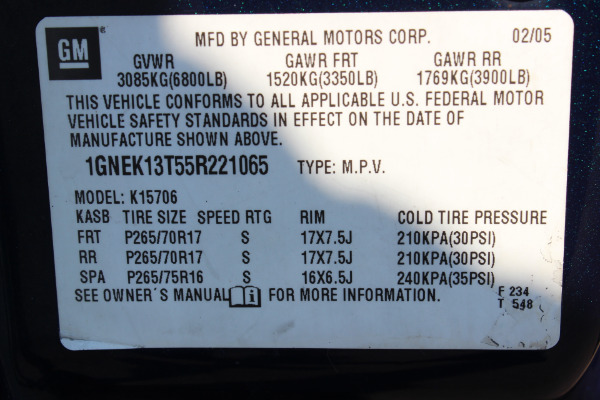 GM
MFD BY GENERAL MOTORS CORP. 02/05
GVWR GAWR FRT GAWR RR
3085KG(6800LB) 1520KG(3350LB) 1769KG(3900LB)
THIS VEHICLE CONFORMS TO ALL APPLICABLE U.S. FEDERAL MOTOR
VEHICLE SAFETY STANDARDS IN EFFECT ON THE DATE OF
MANUFACTURE SHOWN ABOVE.
1GNEK13T55R221065 TYPE: M.P.V.
MODEL: K15706
KASB TIRE SIZE SPEED RTG RIM COLD TIRE PRESSURE
FRT P265/70R17 S 17X7.5J 210KPA(30PSI)
RR P265/70R17 S 17X7.5J 210KPA(30PSI)
SPA P265/75R16 S 16X6.5J 240KPA(35PSI)
SEE OWNER´S MANUAL i FOR MORE INFORMATION. F 234
T 548